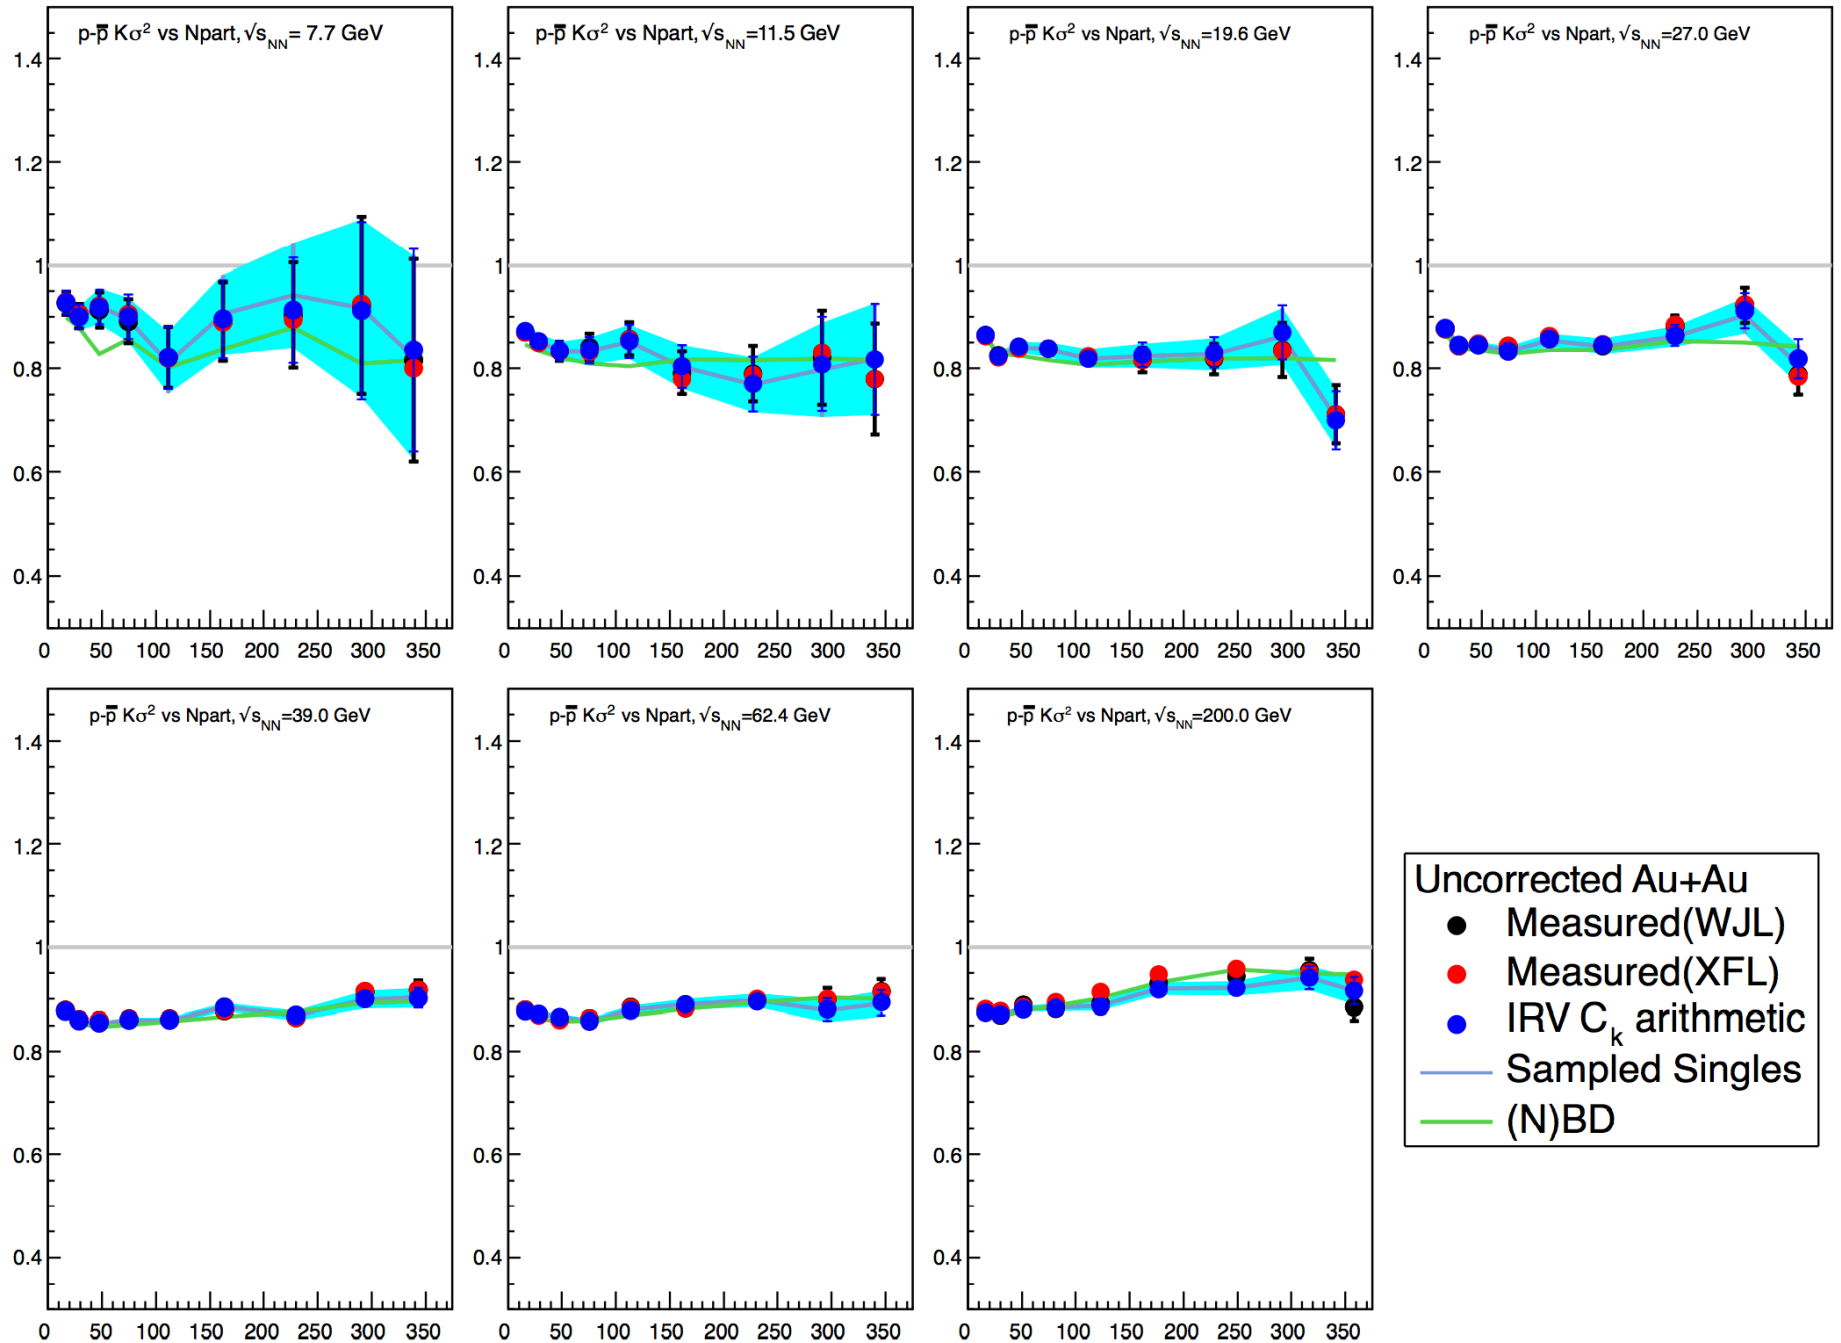 p-p̅ Kσ² vs Npart, √s_NN= 7.7 GeV
1.4
1.2
1
0.8
0.6
0.4
0 50 100 150 200 250 300 350
p-p̅ Kσ² vs Npart, √s_NN=11.5 GeV
1.4
1.2
1
0.8
0.6
0.4
0 50 100 150 200 250 300 350
p-p̅ Kσ² vs Npart, √s_NN=19.6 GeV
1.4
1.2
1
0.8
0.6
0.4
0 50 100 150 200 250 300 350
p-p̅ Kσ² vs Npart, √s_NN=27.0 GeV
1.4
1.2
1
0.8
0.6
0.4
0 50 100 150 200 250 300 350
p-p̅ Kσ² vs Npart, √s_NN=39.0 GeV
1.4
1.2
1
0.8
0.6
0.4
0 50 100 150 200 250 300 350
p-p̅ Kσ² vs Npart, √s_NN=62.4 GeV
1.4
1.2
1
0.8
0.6
0.4
0 50 100 150 200 250 300 350
p-p̅ Kσ² vs Npart, √s_NN=200.0 GeV
1.4
1.2
1
0.8
0.6
0.4
0 50 100 150 200 250 300 350
Uncorrected Au+Au
Measured(WJL)
Measured(XFL)
IRV C_k arithmetic
Sampled Singles
(N)BD